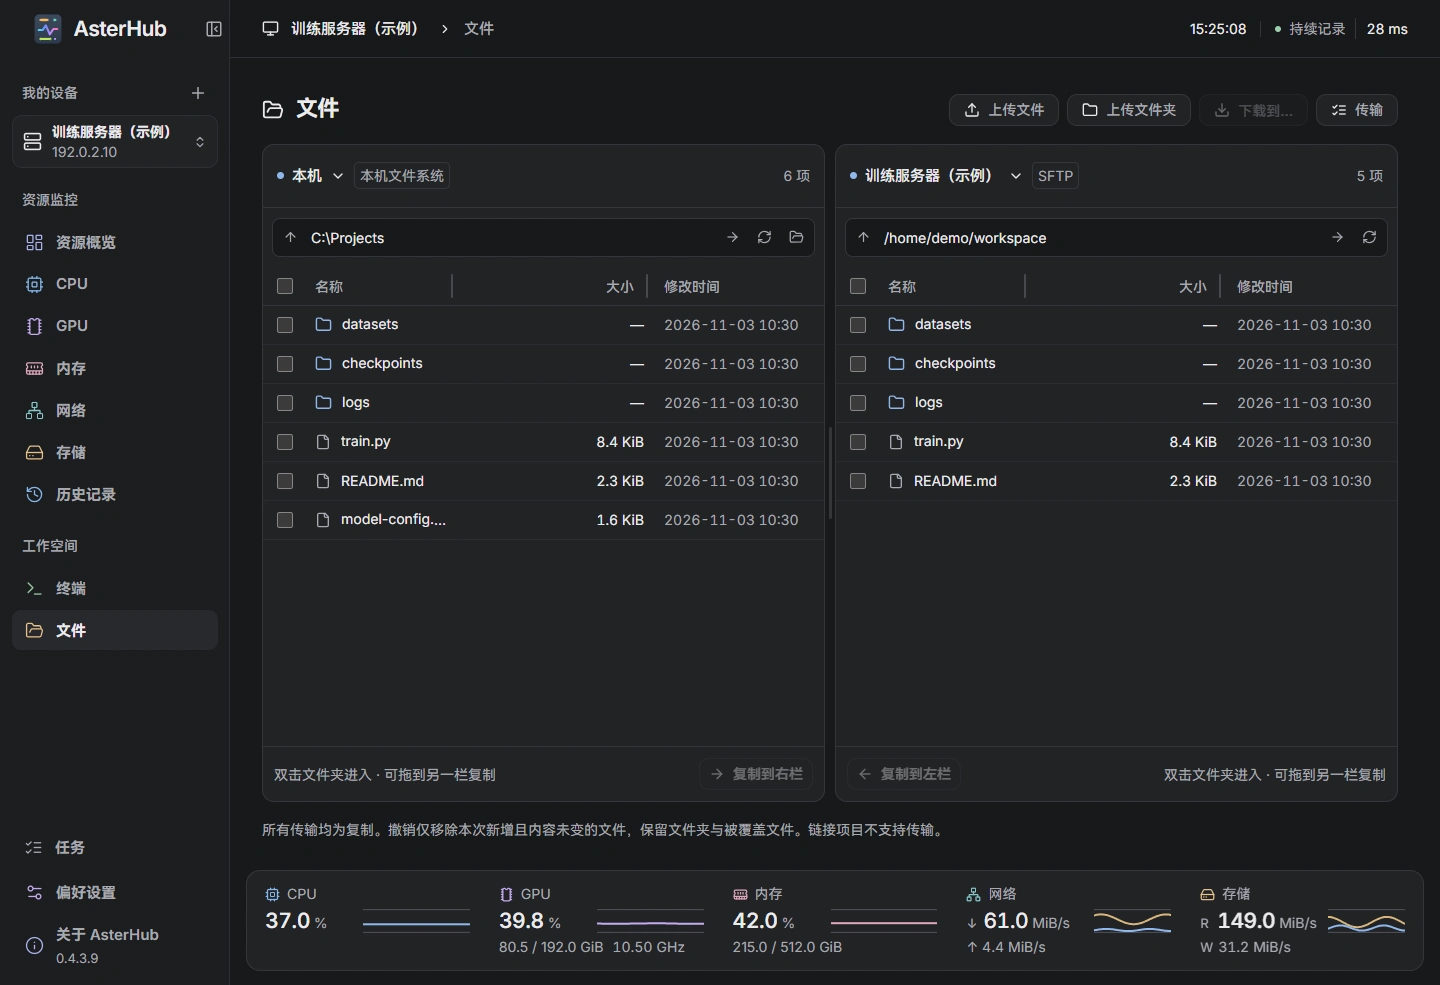 AsterHub
训练服务器（示例） › 文件
15:25:08 持续记录 28 ms
我的设备
训练服务器（示例）
192.0.2.10
资源监控
资源概览
CPU
GPU
内存
网络
存储
历史记录
工作空间
终端
文件
任务
偏好设置
关于 AsterHub
0.4.3.9
文件
上传文件 上传文件夹 下载到... 传输
本机 本机文件系统 6 项
C:\Projects
名称 大小 修改时间
datasets — 2026-11-03 10:30
checkpoints — 2026-11-03 10:30
logs — 2026-11-03 10:30
train.py 8.4 KiB 2026-11-03 10:30
README.md 2.3 KiB 2026-11-03 10:30
model-config.... 1.6 KiB 2026-11-03 10:30
双击文件夹进入 · 可拖到另一栏复制 复制到右栏
训练服务器（示例） SFTP 5 项
/home/demo/workspace
名称 大小 修改时间
datasets — 2026-11-03 10:30
checkpoints — 2026-11-03 10:30
logs — 2026-11-03 10:30
train.py 8.4 KiB 2026-11-03 10:30
README.md 2.3 KiB 2026-11-03 10:30
复制到左栏 双击文件夹进入 · 可拖到另一栏复制
所有传输均为复制。撤销仅移除本次新增且内容未变的文件，保留文件夹与被覆盖文件。链接项目不支持传输。
CPU
37.0 %
GPU
39.8 %
80.5 / 192.0 GiB 10.50 GHz
内存
42.0 %
215.0 / 512.0 GiB
网络
↓ 61.0 MiB/s
↑ 4.4 MiB/s
存储
R 149.0 MiB/s
W 31.2 MiB/s